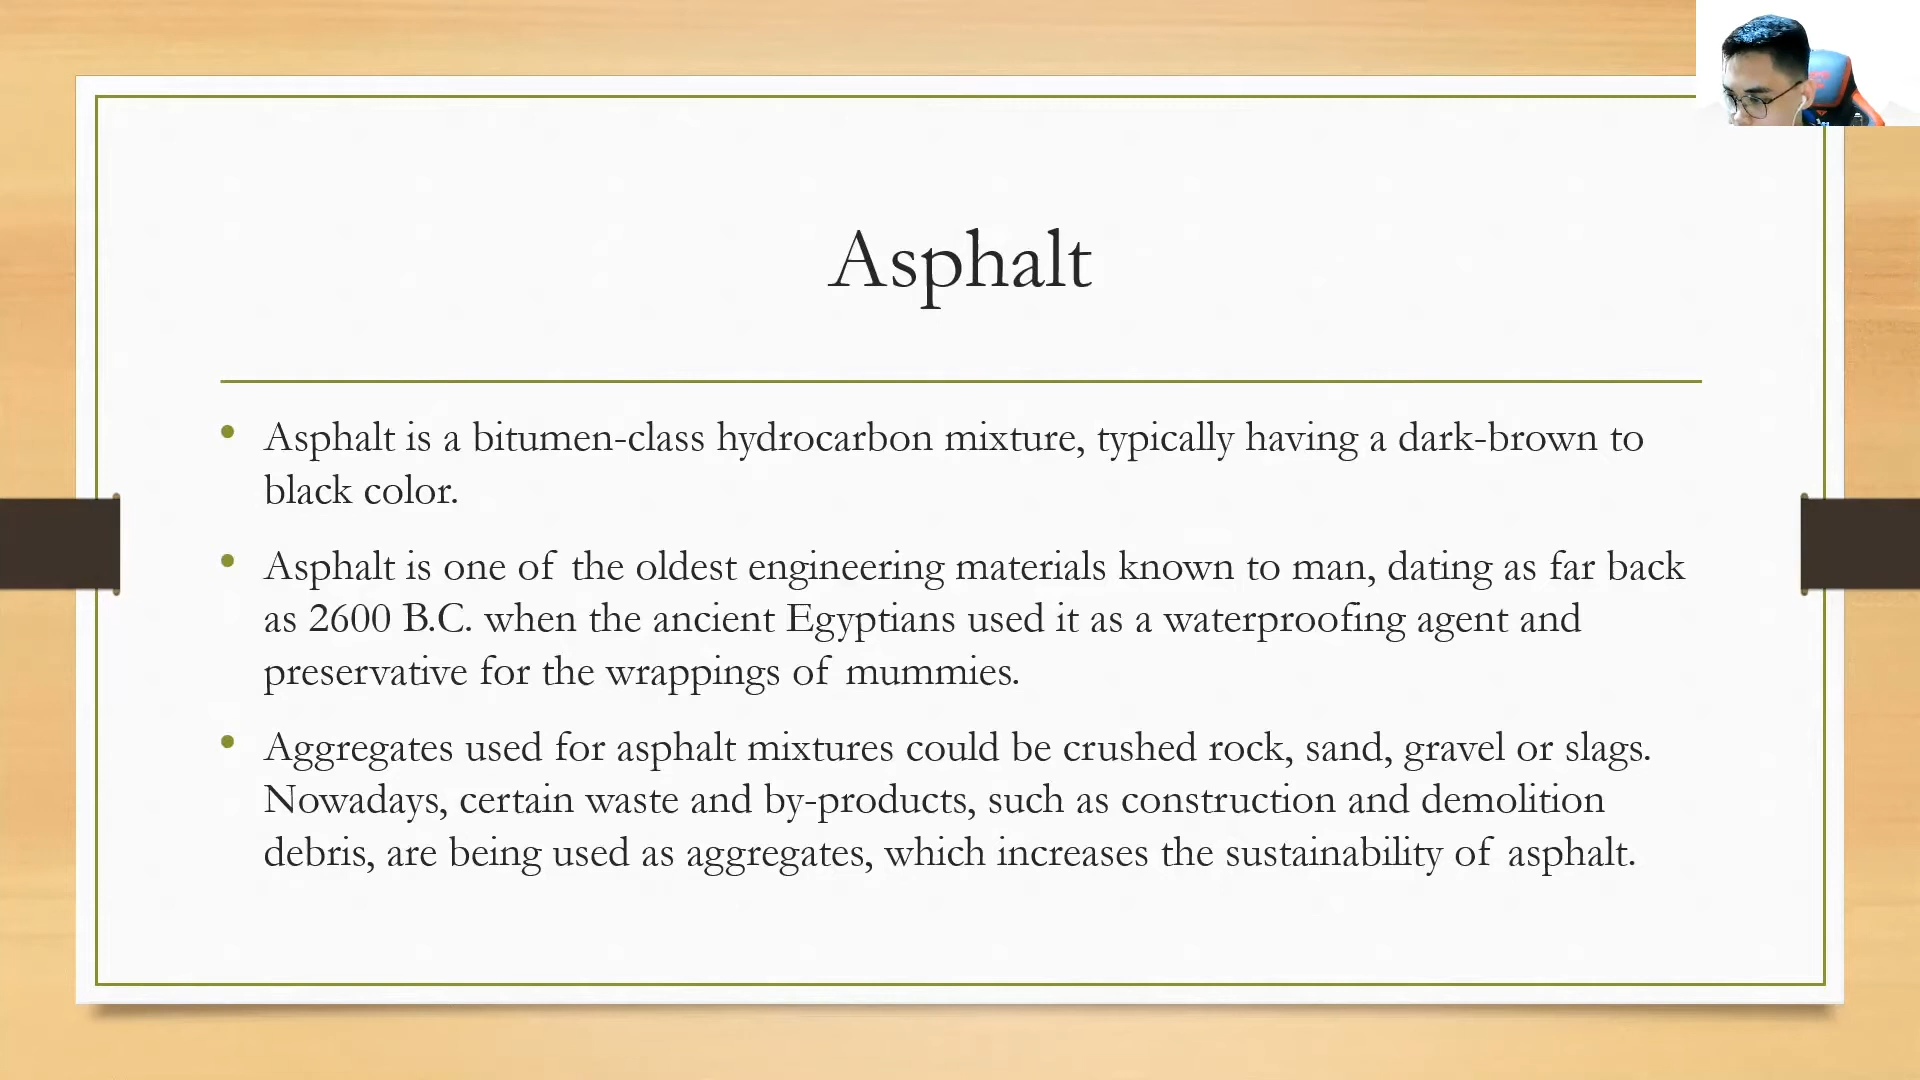 Asphalt
Asphalt is a bitumen-class hydrocarbon mixture, typically having a dark-brown to
black color.
Asphalt is one of the oldest engineering materials known to man, dating as far back
as 2600 B.C. when the ancient Egyptians used it as a waterproofing agent and
preservative for the wrappings of mummies.
Aggregates used for asphalt mixtures could be crushed rock, sand, gravel or slags.
Nowadays, certain waste and by-products, such as construction and demolition
debris, are being used as aggregates, which increases the sustainability of asphalt.